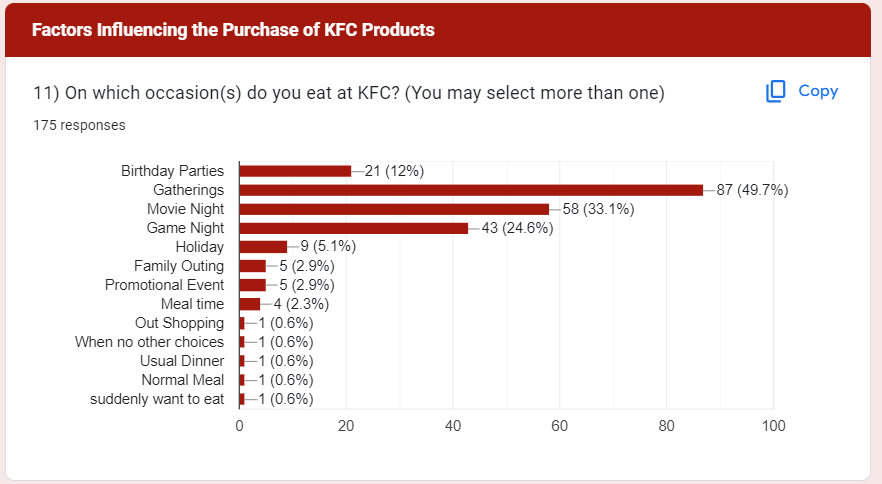 Factors Influencing the Purchase of KFC Products
11) On which occasion(s) do you eat at KFC? (You may select more than one)
Copy
175 responses
Birthday Parties 21 (12%)
Gatherings 87 (49.7%)
Movie Night 58 (33.1%)
Game Night 43 (24.6%)
Holiday 9 (5.1%)
Family Outing 5 (2.9%)
Promotional Event 5 (2.9%)
Meal time 4 (2.3%)
Out Shopping 1 (0.6%)
When no other choices 1 (0.6%)
Usual Dinner 1 (0.6%)
Normal Meal 1 (0.6%)
suddenly want to eat 1 (0.6%)
0 20 40 60 80 100